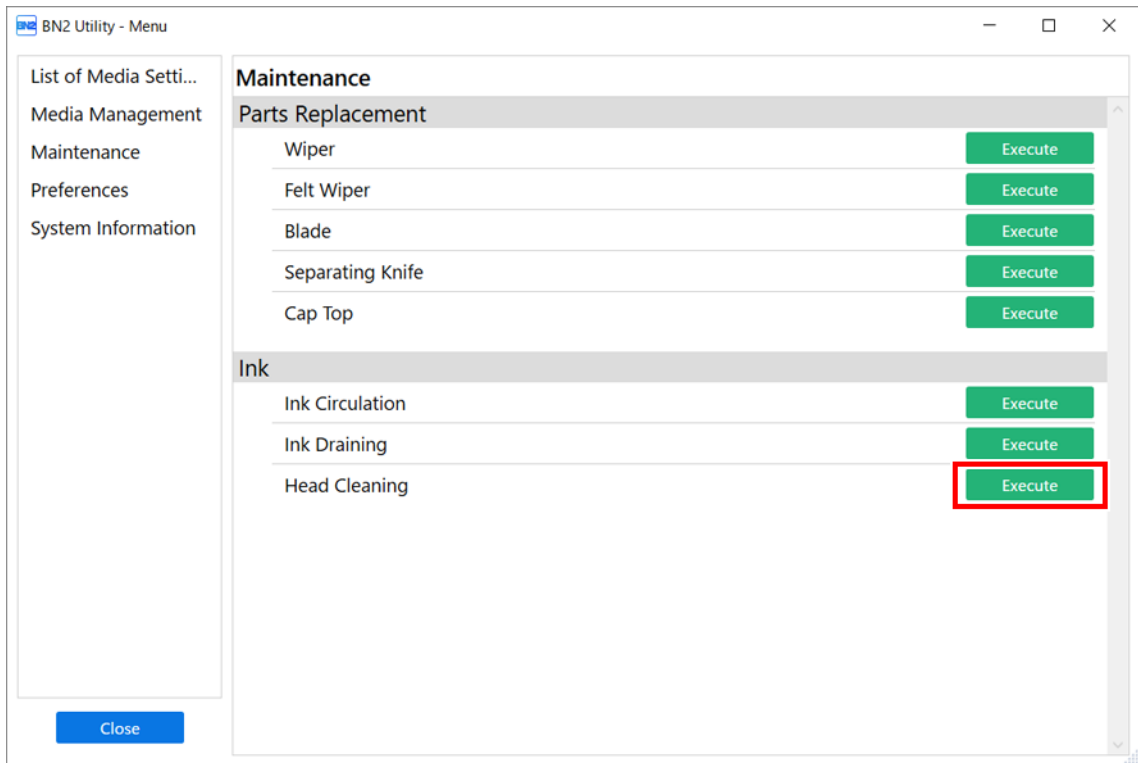 BN2 BN2 Utility - Menu
List of Media Setti...
Media Management
Maintenance
Preferences
System Information
Close
Maintenance
Parts Replacement
Wiper Execute
Felt Wiper Execute
Blade Execute
Separating Knife Execute
Cap Top Execute
Ink
Ink Circulation Execute
Ink Draining Execute
Head Cleaning Execute